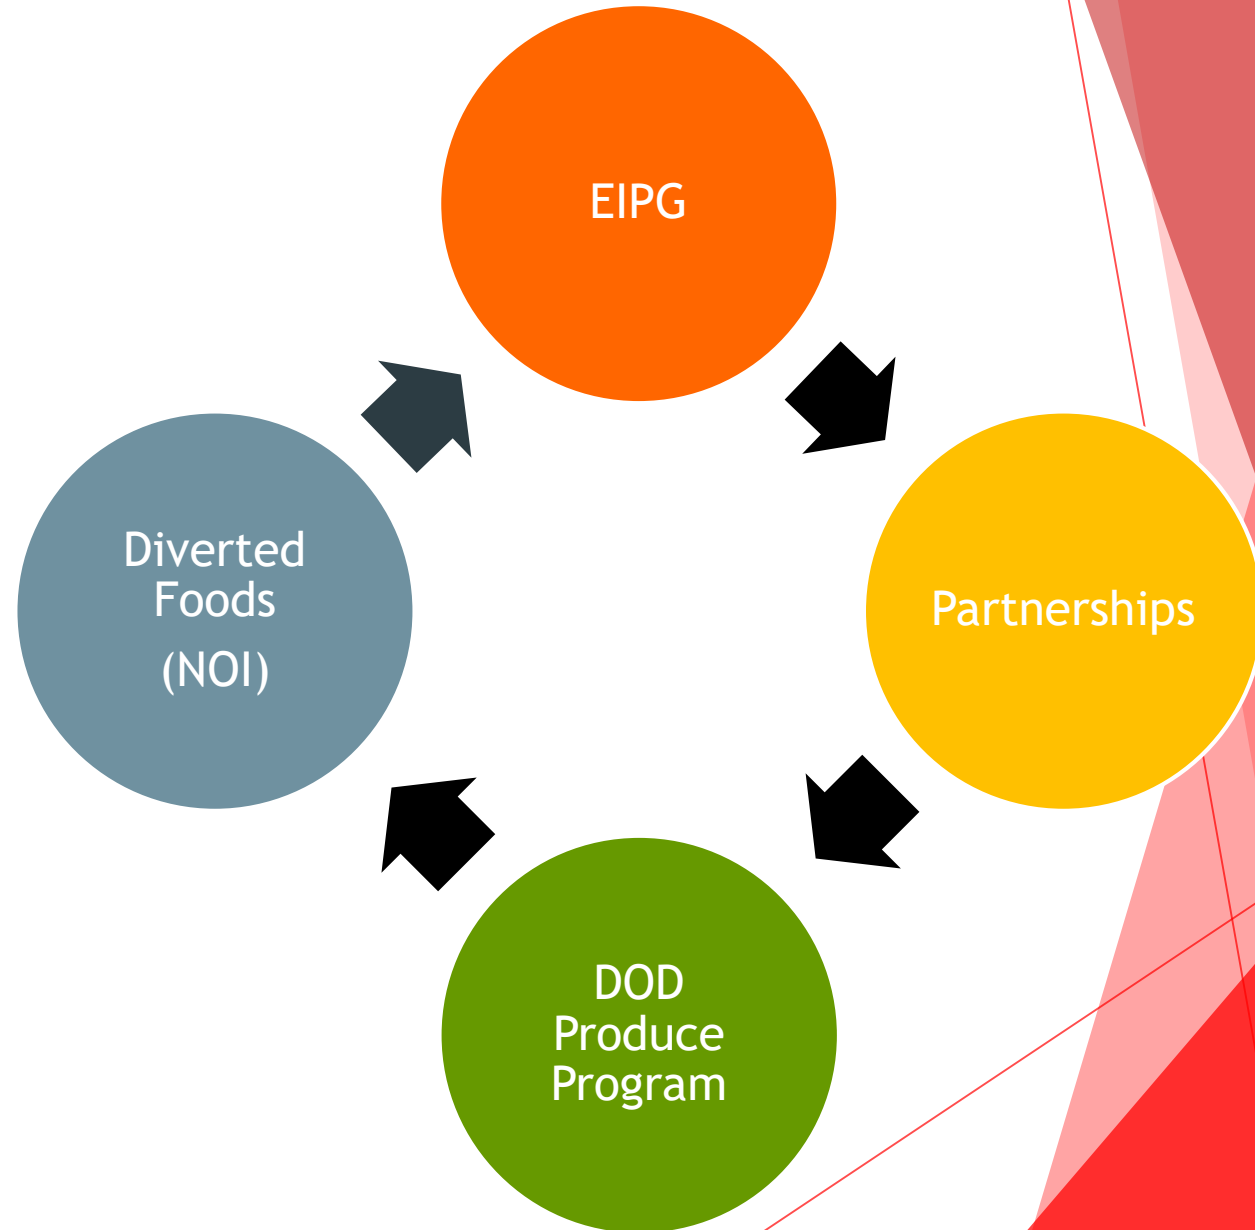 EIPG
Diverted
Foods
(NOI)
Partnerships
DOD
Produce
Program